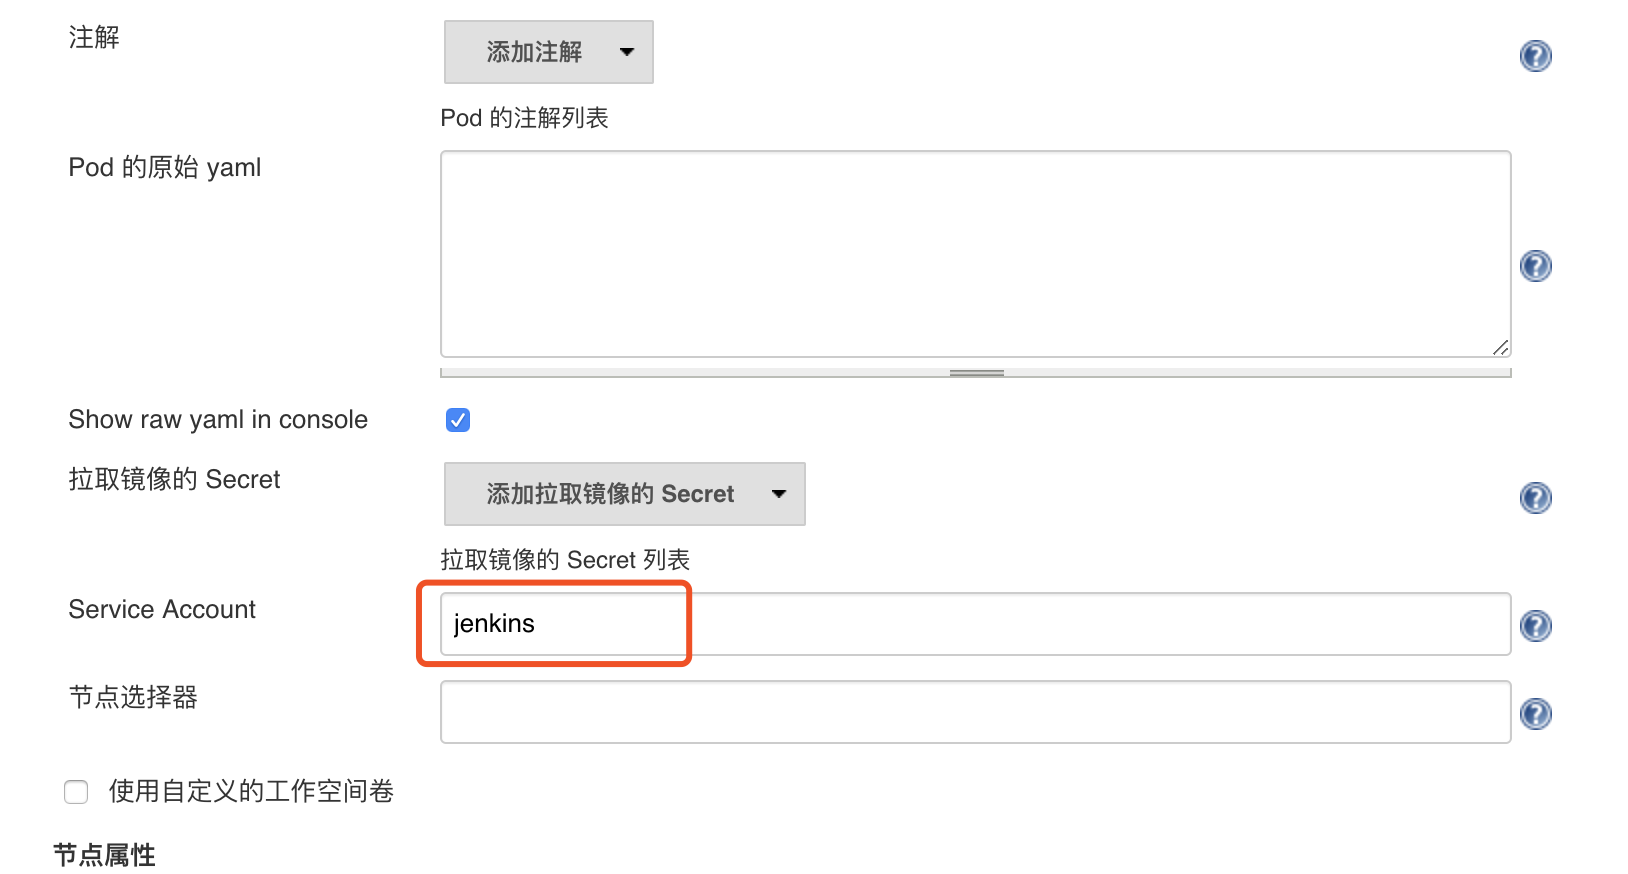 注解
添加注解
Pod 的注解列表
Pod 的原始 yaml
Show raw yaml in console
拉取镜像的 Secret
添加拉取镜像的 Secret
拉取镜像的 Secret 列表
Service Account
jenkins
节点选择器
使用自定义的工作空间卷
节点属性